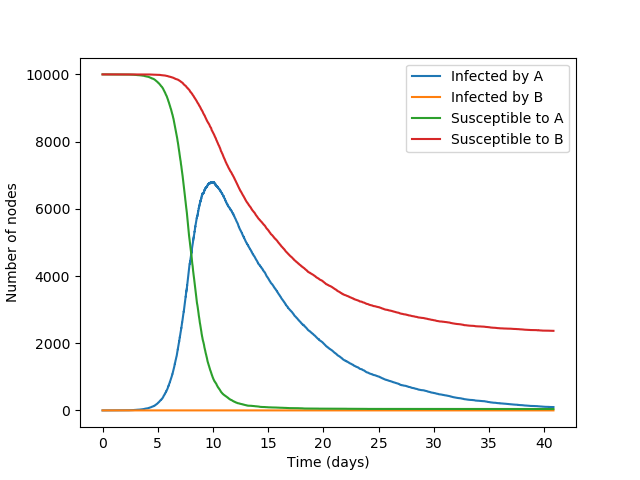 Infected by A
Infected by B
Susceptible to A
Susceptible to B
Number of nodes
10000
8000
6000
4000
2000
0
0 5 10 15 20 25 30 35 40
Time (days)